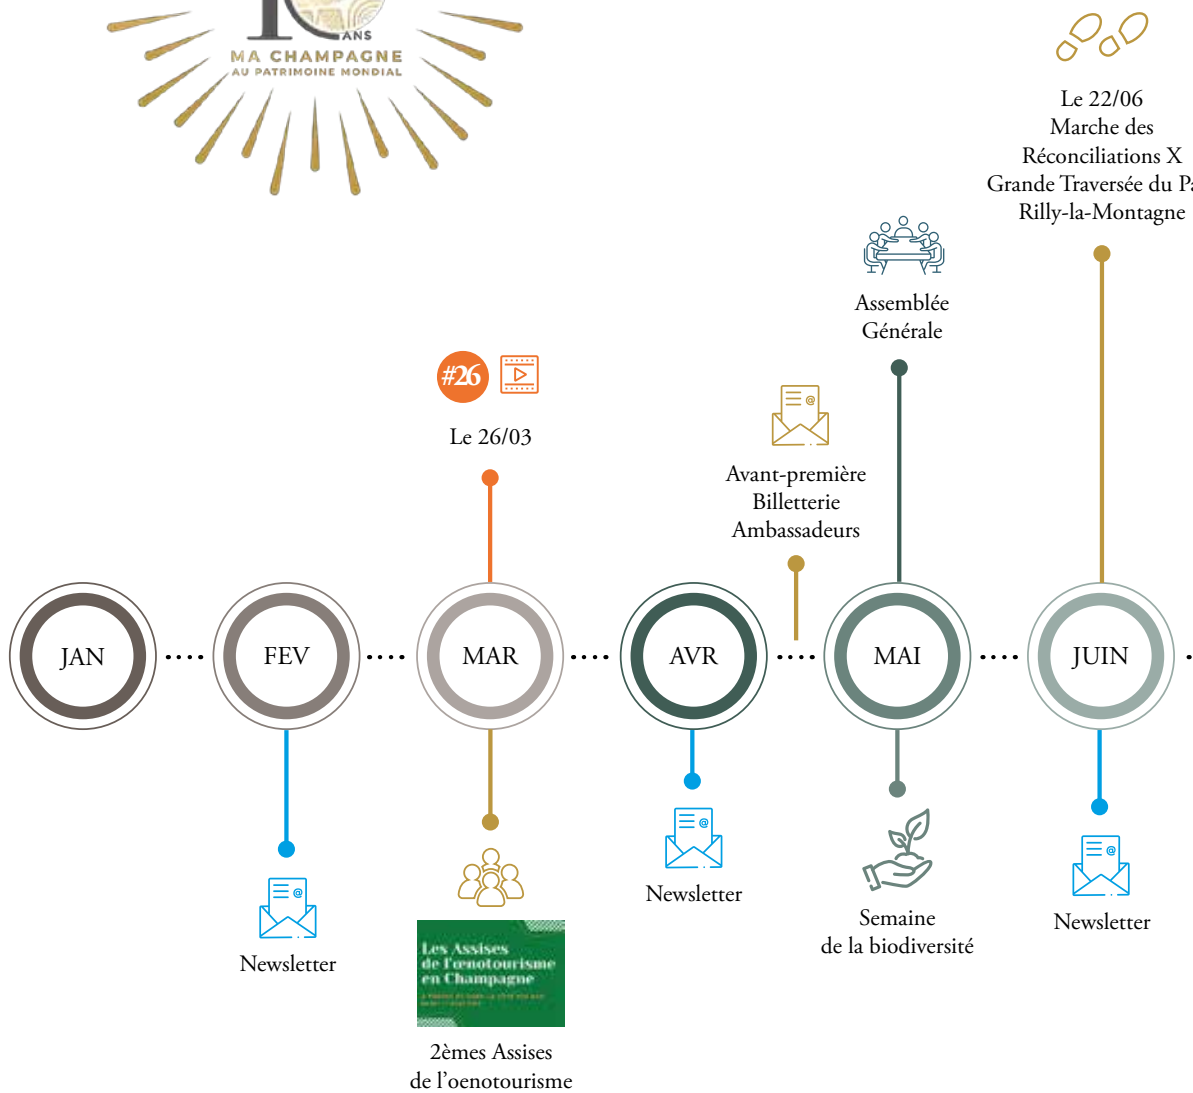 10
ANS
MA CHAMPAGNE
AU PATRIMOINE MONDIAL
Le 22/06
Marche des
Réconciliations X
Grande Traversée du
Rilly-la-Montagne
Assemblée
Générale
#26
Le 26/03
Avant-première
Billetterie
Ambassadeurs
JAN
FEV
MAR
AVR
MAI
JUIN
Newsletter
Les Assises
de l'œnotourisme
en Champagne
2èmes Assises
de l'oenotourisme
Newsletter
Semaine
de la biodiversité
Newsletter